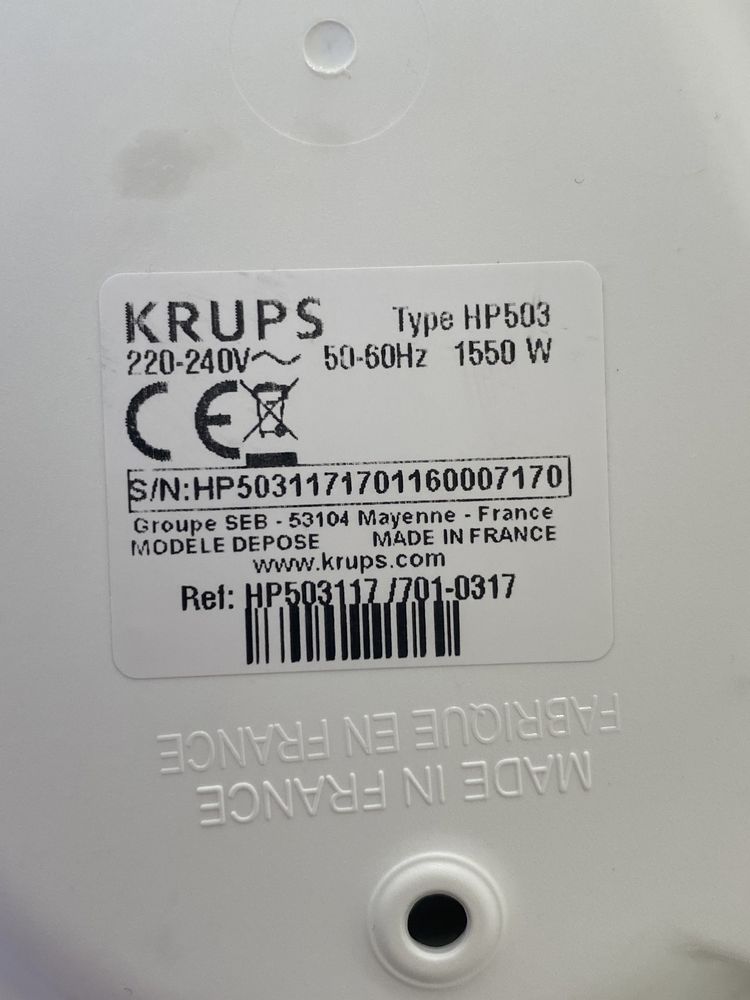 KRUPS Type HP503
220-240V~ 50-60Hz 1550 W
CE
S/N:HP5031171701160007170
Groupe SEB - 53104 Mayenne - France
MODELE DEPOSE MADE IN FRANCE
www.krups.com
Ref: HP503117 /701-0317
MADE IN FRANCE
FABRIQUE EN FRANCE